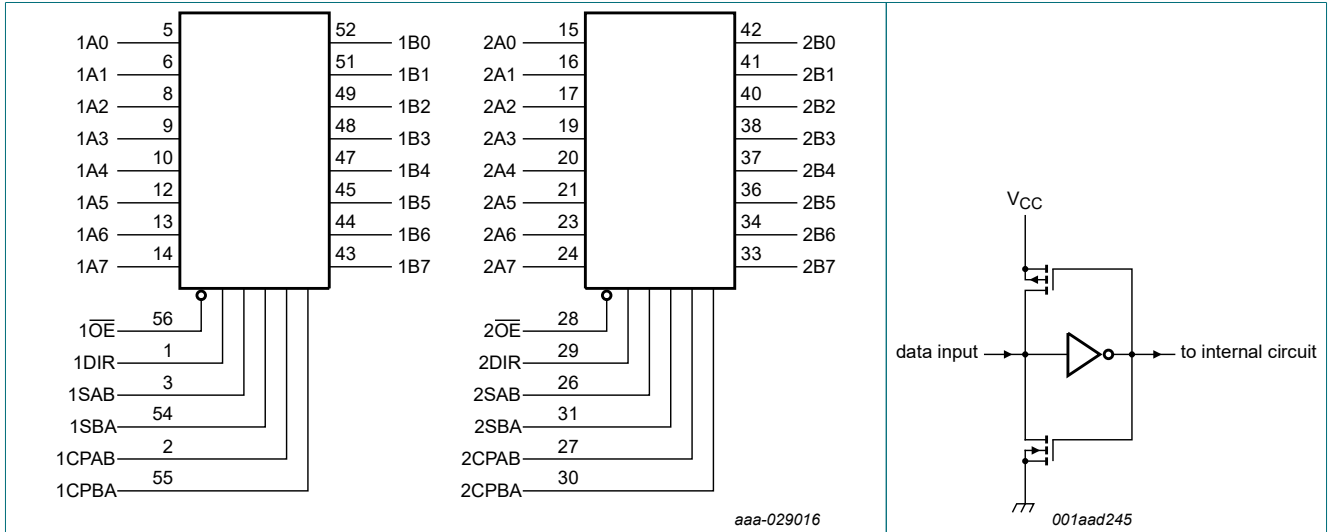 1A0 5 52 1B0
1A1 6 51 1B1
1A2 8 49 1B2
1A3 9 48 1B3
1A4 10 47 1B4
1A5 12 45 1B5
1A6 13 44 1B6
1A7 14 43 1B7
1O̅E̅ 56
1DIR 1
1SAB 3
1SBA 54
1CPAB 2
1CPBA 55
2A0 15 42 2B0
2A1 16 41 2B1
2A2 17 40 2B2
2A3 19 38 2B3
2A4 20 37 2B4
2A5 21 36 2B5
2A6 23 34 2B6
2A7 24 33 2B7
2O̅E̅ 28
2DIR 29
2SAB 26
2SBA 31
2CPAB 27
2CPBA 30
aaa-029016
VCC
data input to internal circuit
001aad245